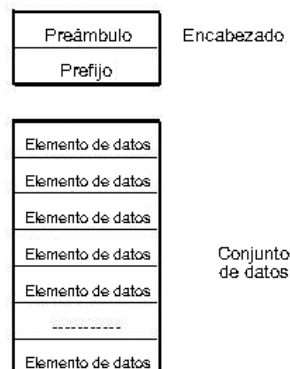 Preâmbulo
Encabezado
Prefijo
Elemento de datos
Elemento de datos
Elemento de datos
Elemento de datos
Conjunto
de datos
Elemento de datos
-----------
Elemento de datos